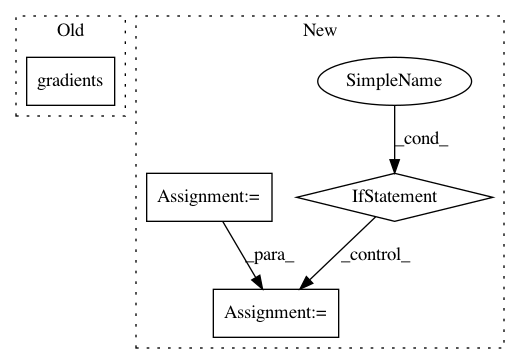 Old
New
gradients
SimpleName
_cond_
Assignment:=
IfStatement
_para_
_control_
Assignment:=